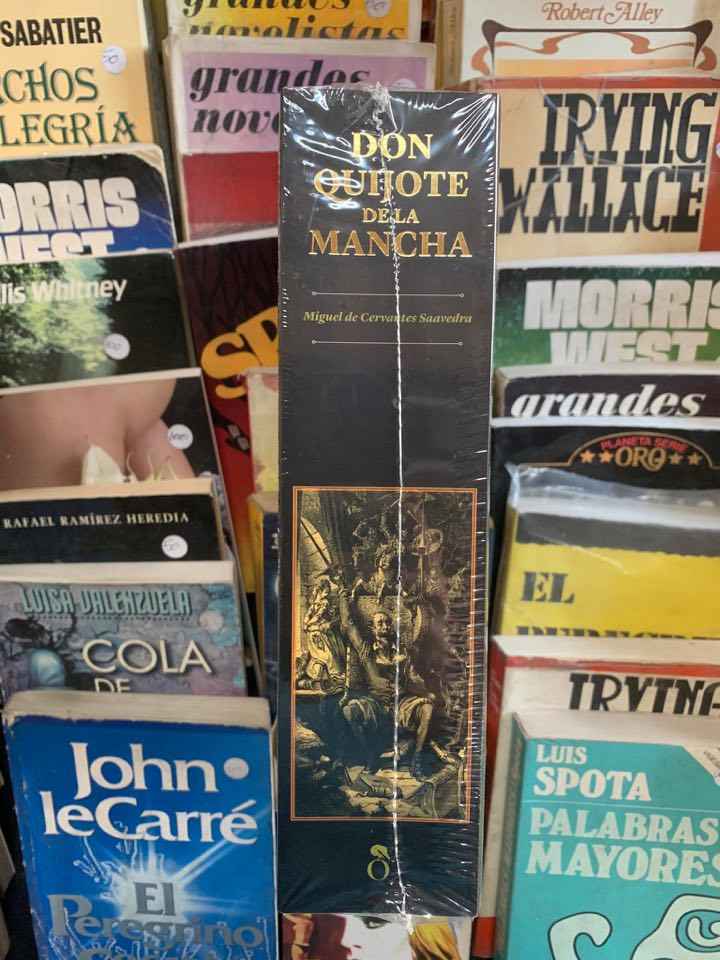 SABATIER
CHOS
LEGRÍA
ORRIS
WEST
lis Whitney
RAFAEL RAMÍREZ HEREDIA
50
LUISA VALENZUELA
COLA
DE
John
leCarré
El
Peregrino
grandes
novelistas
grandes
DON
QUIJOTE
DE LA
MANCHA
Miguel de Cervantes Saavedra
Robert Alley
IRVING
WALLACE
MORRIS
WEST
grandes
PLANETA SERIE
ORO
EL
IRVING
LUIS
SPOTA
PALABRAS
MAYORES